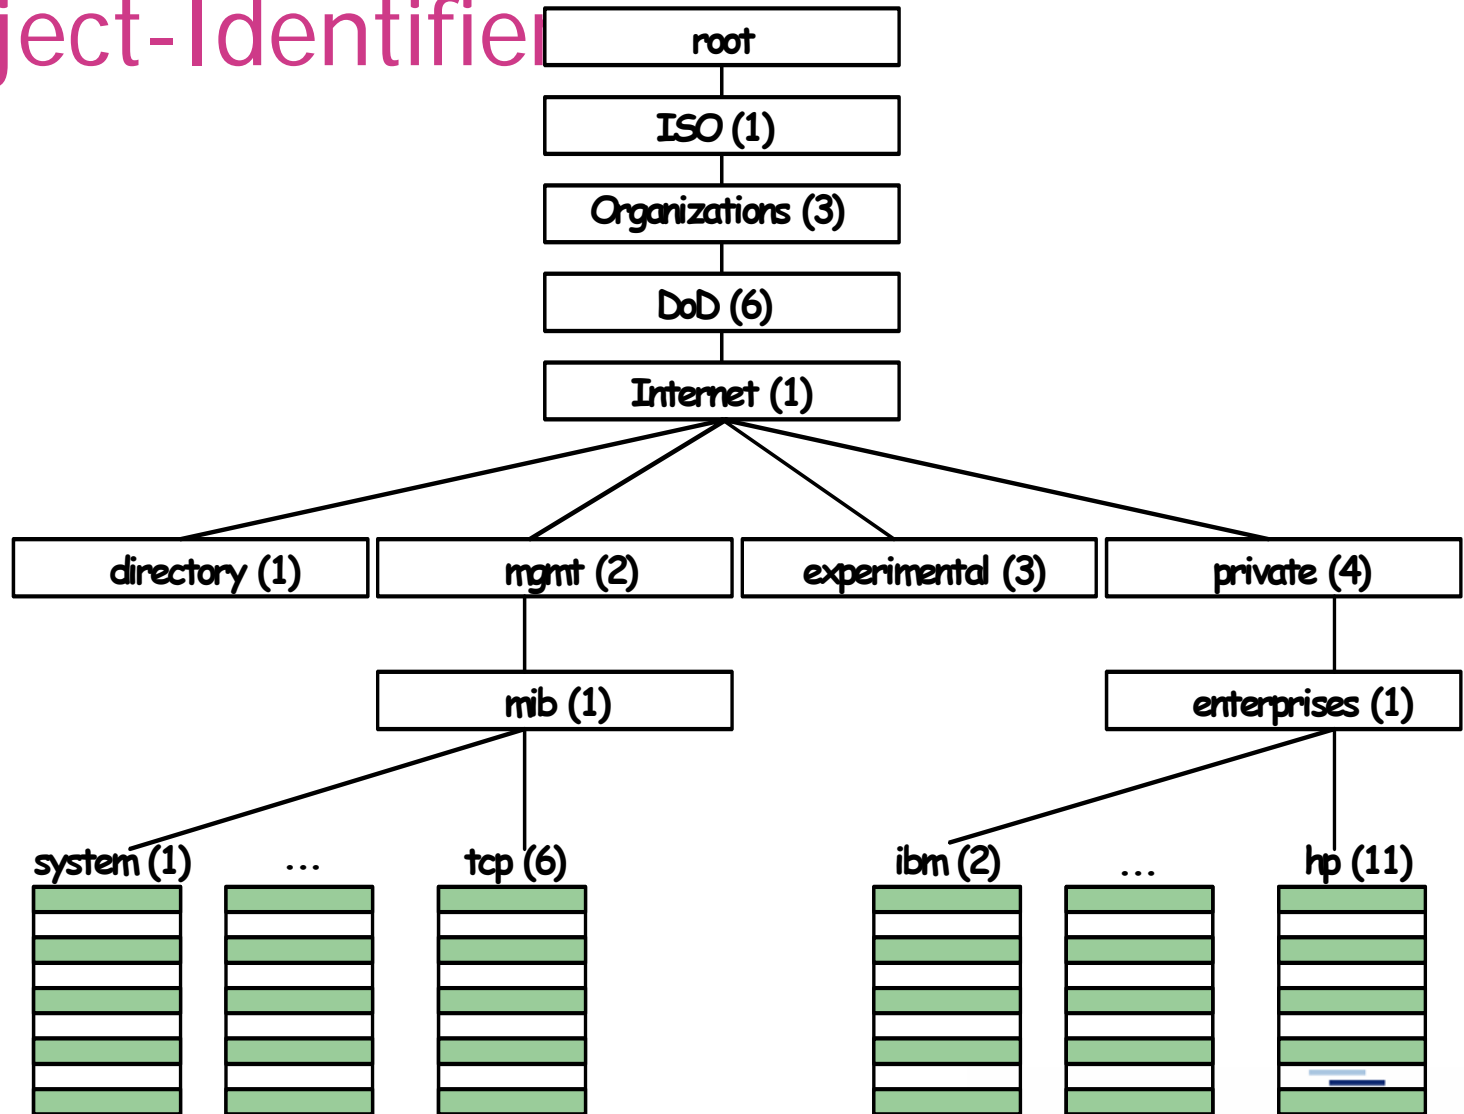 ject-Identifier
root
ISO (1)
Organizations (3)
DoD (6)
Internet (1)
directory (1) mgmt (2) experimental (3) private (4)
mib (1) enterprises (1)
system (1) ... tcp (6) ibm (2) ... hp (11)